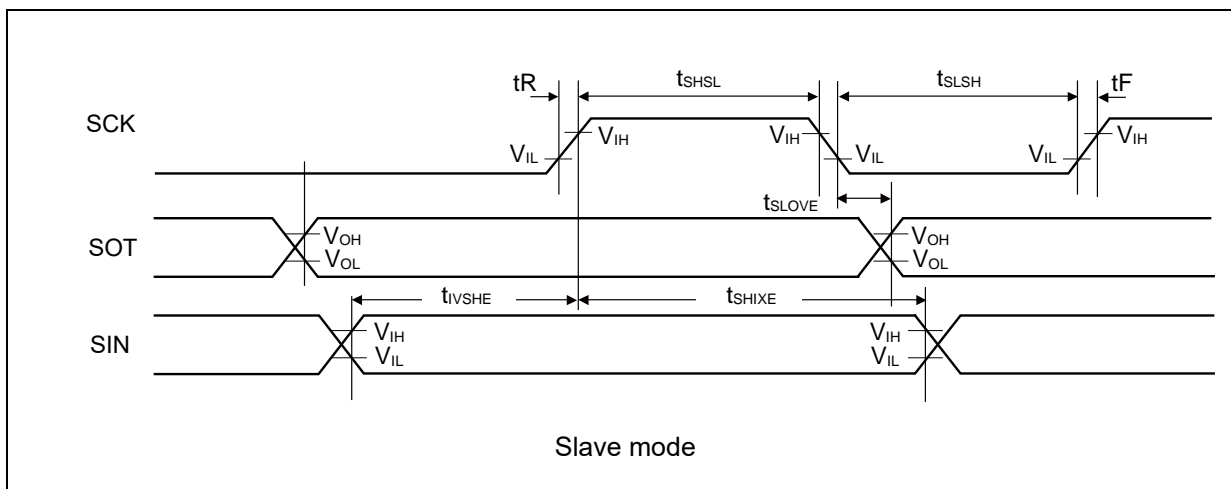 tR tSHSL tSLSH tF
SCK
VIH VIH VIH
VIL VIL VIL
tSLOVE
SOT
VOH VOH
VOL VOL
tIVSHE tSHIXE
SIN
VIH VIH
VIL VIL
Slave mode